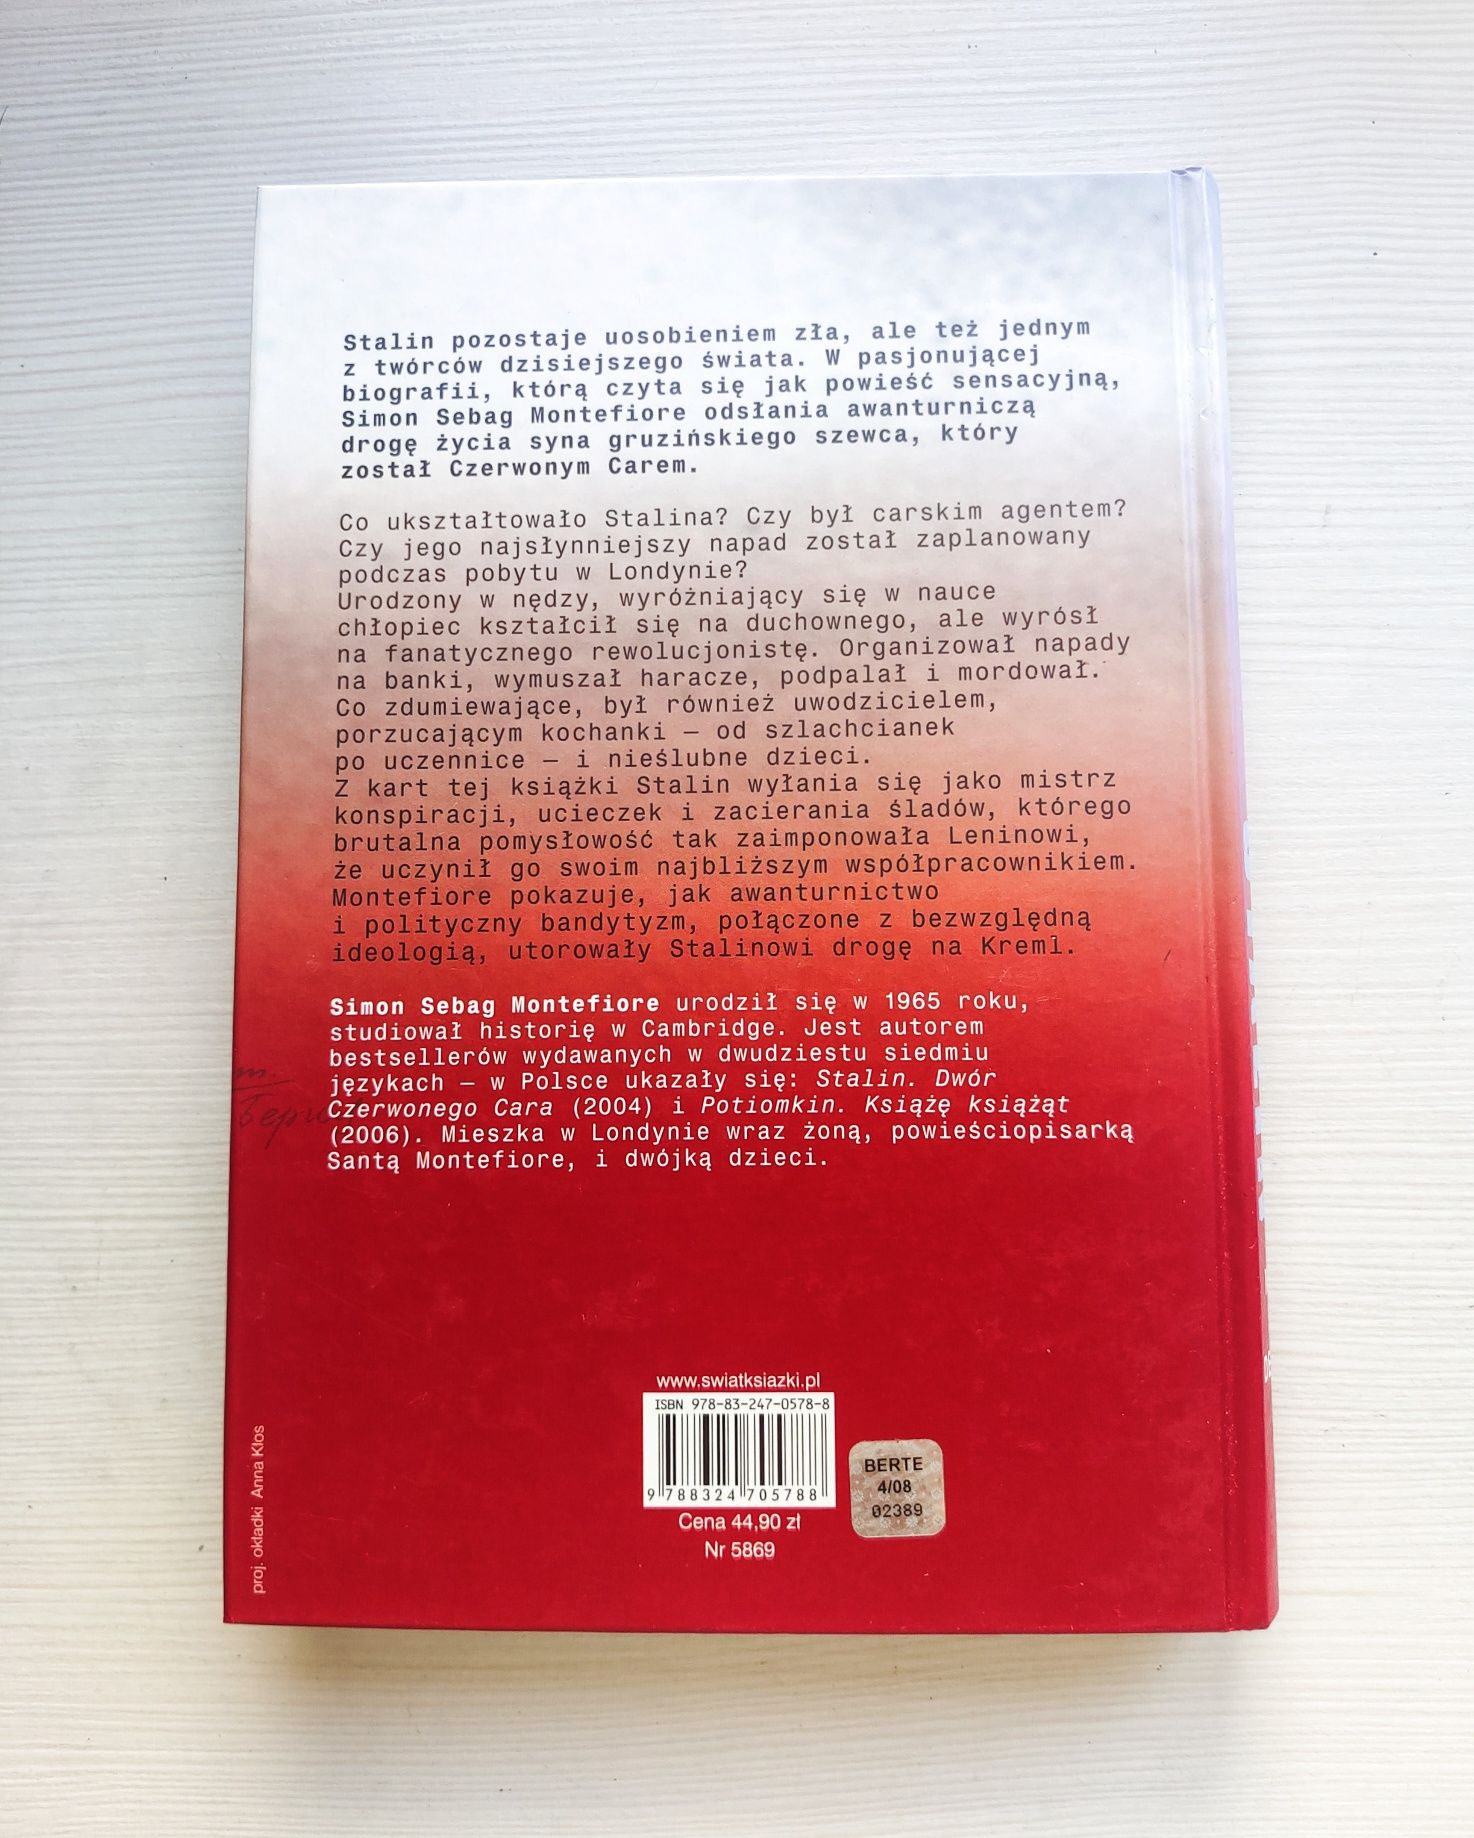 Stalin pozostaje uosobieniem zła, ale też jednym
z twórców dzisiejszego świata. W pasjonującej
biografii, którą czyta się jak powieść sensacyjną,
Simon Sebag Montefiore odsłania awanturniczą
drogę życia syna gruzińskiego szewca, który
został Czerwonym Carem.
Co ukształtowało Stalina? Czy był carskim agentem?
Czy jego najsłynniejszy napad został zaplanowany
podczas pobytu w Londynie?
Urodzony w nędzy, wyróżniający się w nauce
chłopiec kształcił się na duchownego, ale wyrósł
na fanatycznego rewolucjonistę. Organizował napady
na banki, wymuszał haracze, podpalał i mordował.
Co zdumiewające, był również uwodzicielem,
porzucającym kochanki – od szlachcianek
po uczennice – i nieślubne dzieci.
Z kart tej książki Stalin wyłania się jako mistrz
konspiracji, ucieczek i zacierania śladów, którego
brutalna pomysłowość tak zaimponowała Leninowi,
że uczynił go swoim najbliższym współpracownikiem.
Montefiore pokazuje, jak awanturnictwo
i polityczny bandytyzm, połączone z bezwzględną
ideologią, utorowały Stalinowi drogę na Kreml.
Simon Sebag Montefiore urodził się w 1965 roku,
studiował historię w Cambridge. Jest autorem
bestsellerów wydawanych w dwudziestu siedmiu
językach – w Polsce ukazały się: Stalin. Dwór
Czerwonego Cara (2004) i Potiomkin. Książę książąt
(2006). Mieszka w Londynie wraz żoną, powieściopisarką
Santą Montefiore, i dwójką dzieci.
www.swiatksiazki.pl
ISBN 978-83-247-0578-8
9 788324 705788
Cena 44,90 zł
Nr 5869
BERTE
4/08
02389
proj. okładki Anna Kłos